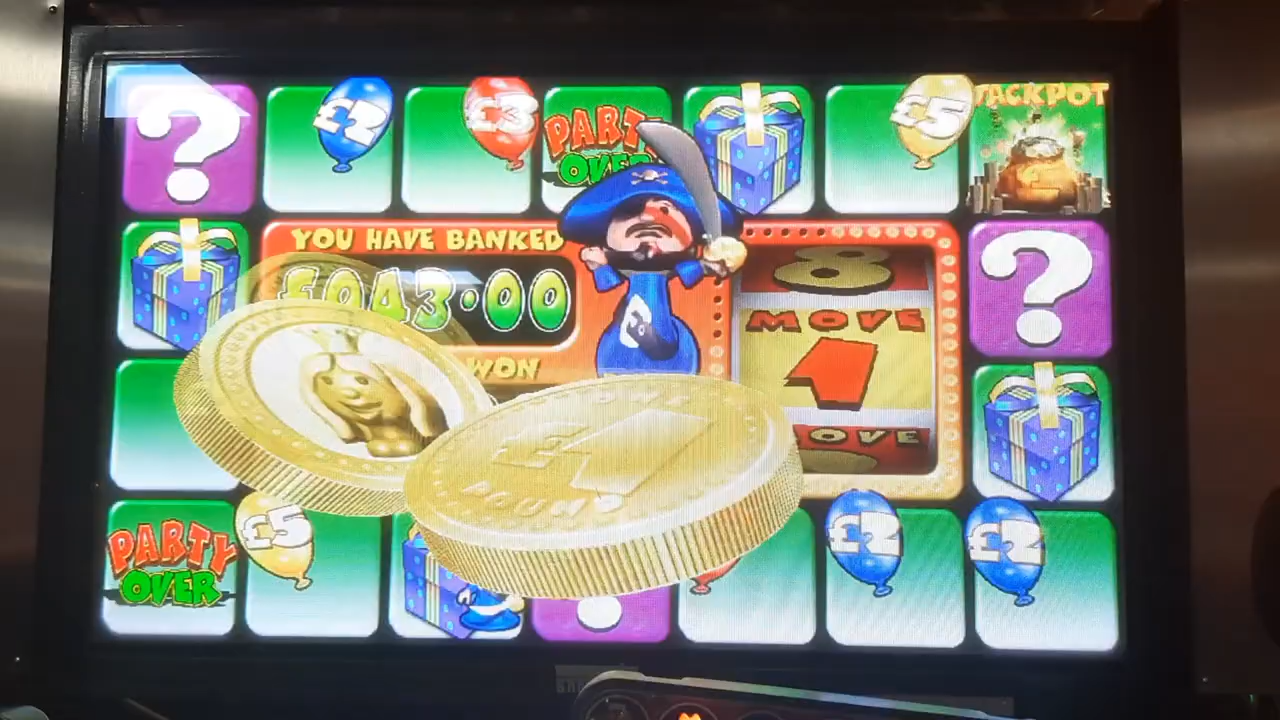 ?
£2
£3
PARTY
OVER
£5
JACKPOT
£
YOU HAVE BANKED
£043.00
WON
8
MOVE
1
MOVE
?
PARTY
OVER
£5
£2
£2
ONE
£1
POUND